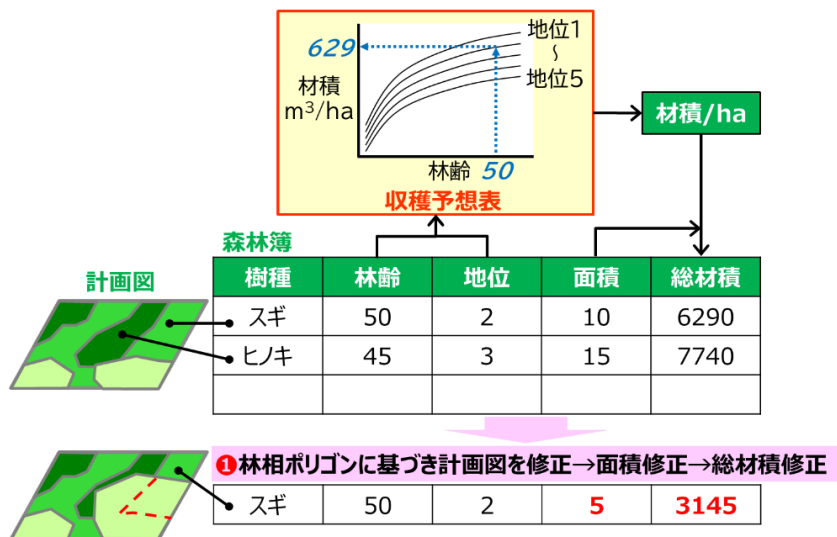 629
材積
m³/ha
地位1
~
地位5
林齢 50
収穫予想表
材積/ha
森林簿
計画図
樹種 林齢 地位 面積 総材積
スギ 50 2 10 6290
ヒノキ 45 3 15 7740
❶林相ポリゴンに基づき計画図を修正→面積修正→総材積修正
スギ 50 2 5 3145